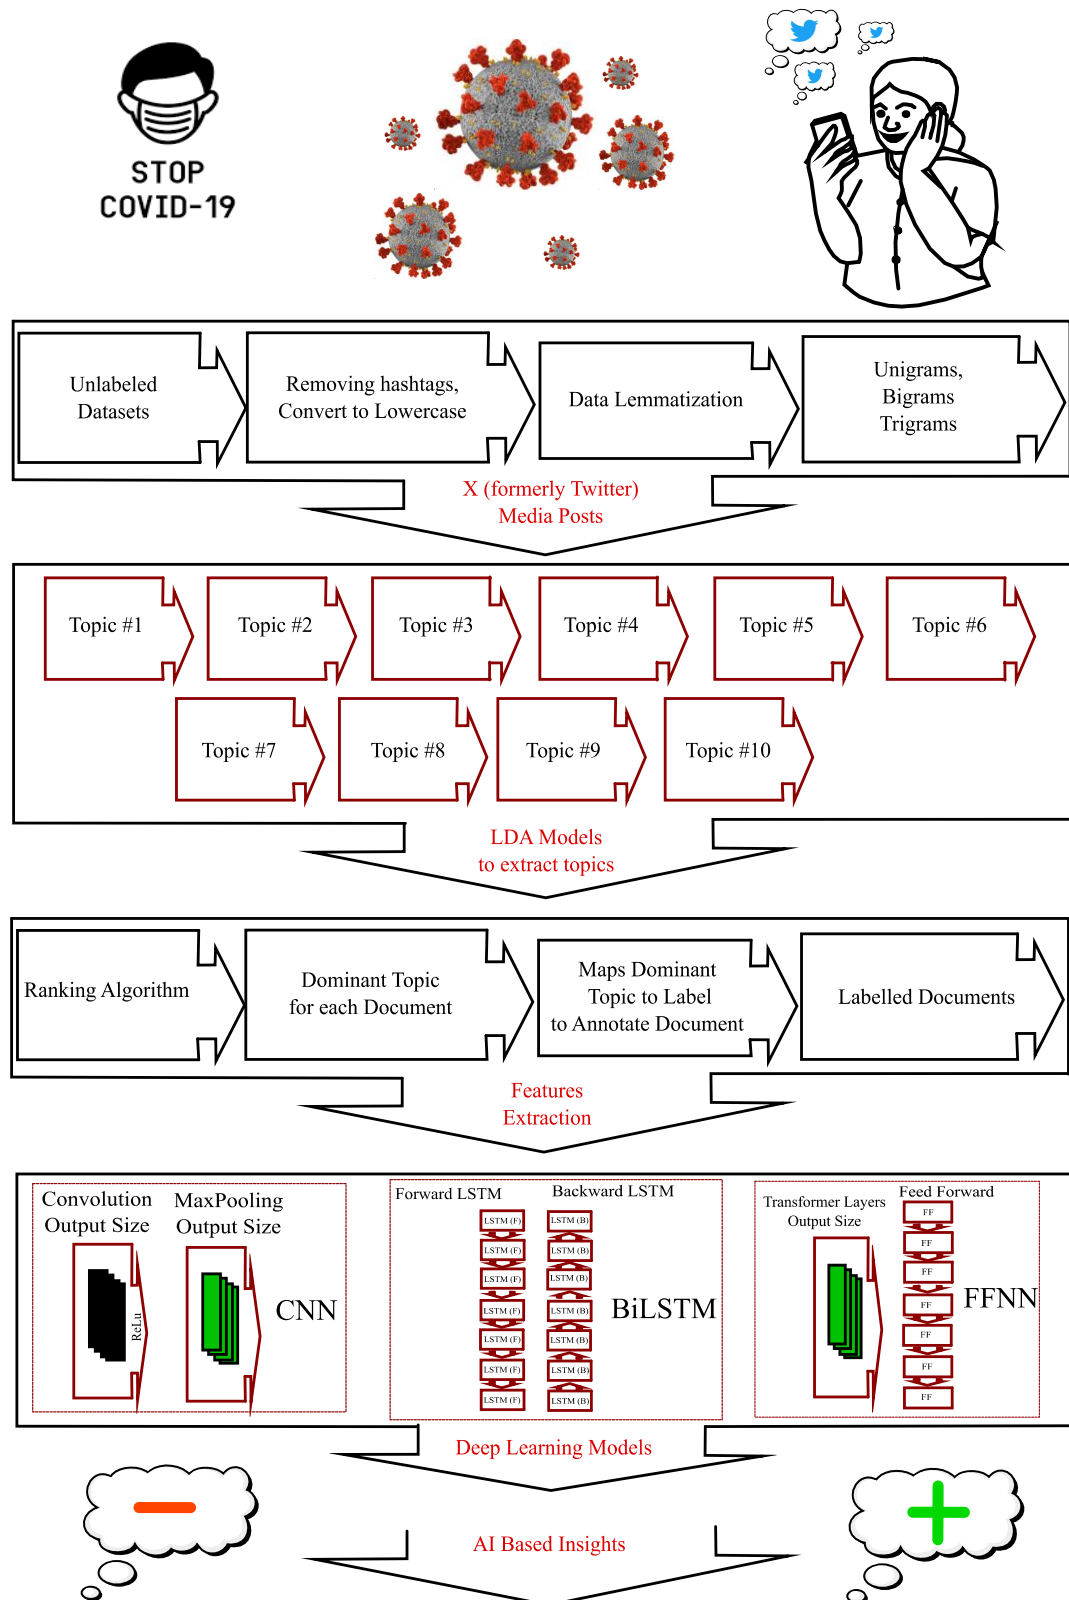 STOP
COVID-19
Unlabeled
Datasets
Removing hashtags,
Convert to Lowercase
Data Lemmatization
Unigrams,
Bigrams
Trigrams
X (formerly Twitter)
Media Posts
Topic #1
Topic #2
Topic #3
Topic #4
Topic #5
Topic #6
Topic #7
Topic #8
Topic #9
Topic #10
LDA Models
to extract topics
Ranking Algorithm
Dominant Topic
for each Document
Maps Dominant
Topic to Label
to Annotate Document
Labelled Documents
Features
Extraction
Convolution
Output Size
MaxPooling
Output Size
ReLu
CNN
Forward LSTM
Backward LSTM
LSTM (F)
LSTM (B)
LSTM (F)
LSTM (B)
LSTM (F)
LSTM (B)
LSTM (F)
LSTM (B)
LSTM (F)
LSTM (B)
LSTM (F)
LSTM (B)
LSTM (F)
LSTM (B)
BiLSTM
Transformer Layers
Output Size
Feed Forward
FF
FF
FF
FF
FF
FF
FF
FFNN
Deep Learning Models
AI Based Insights